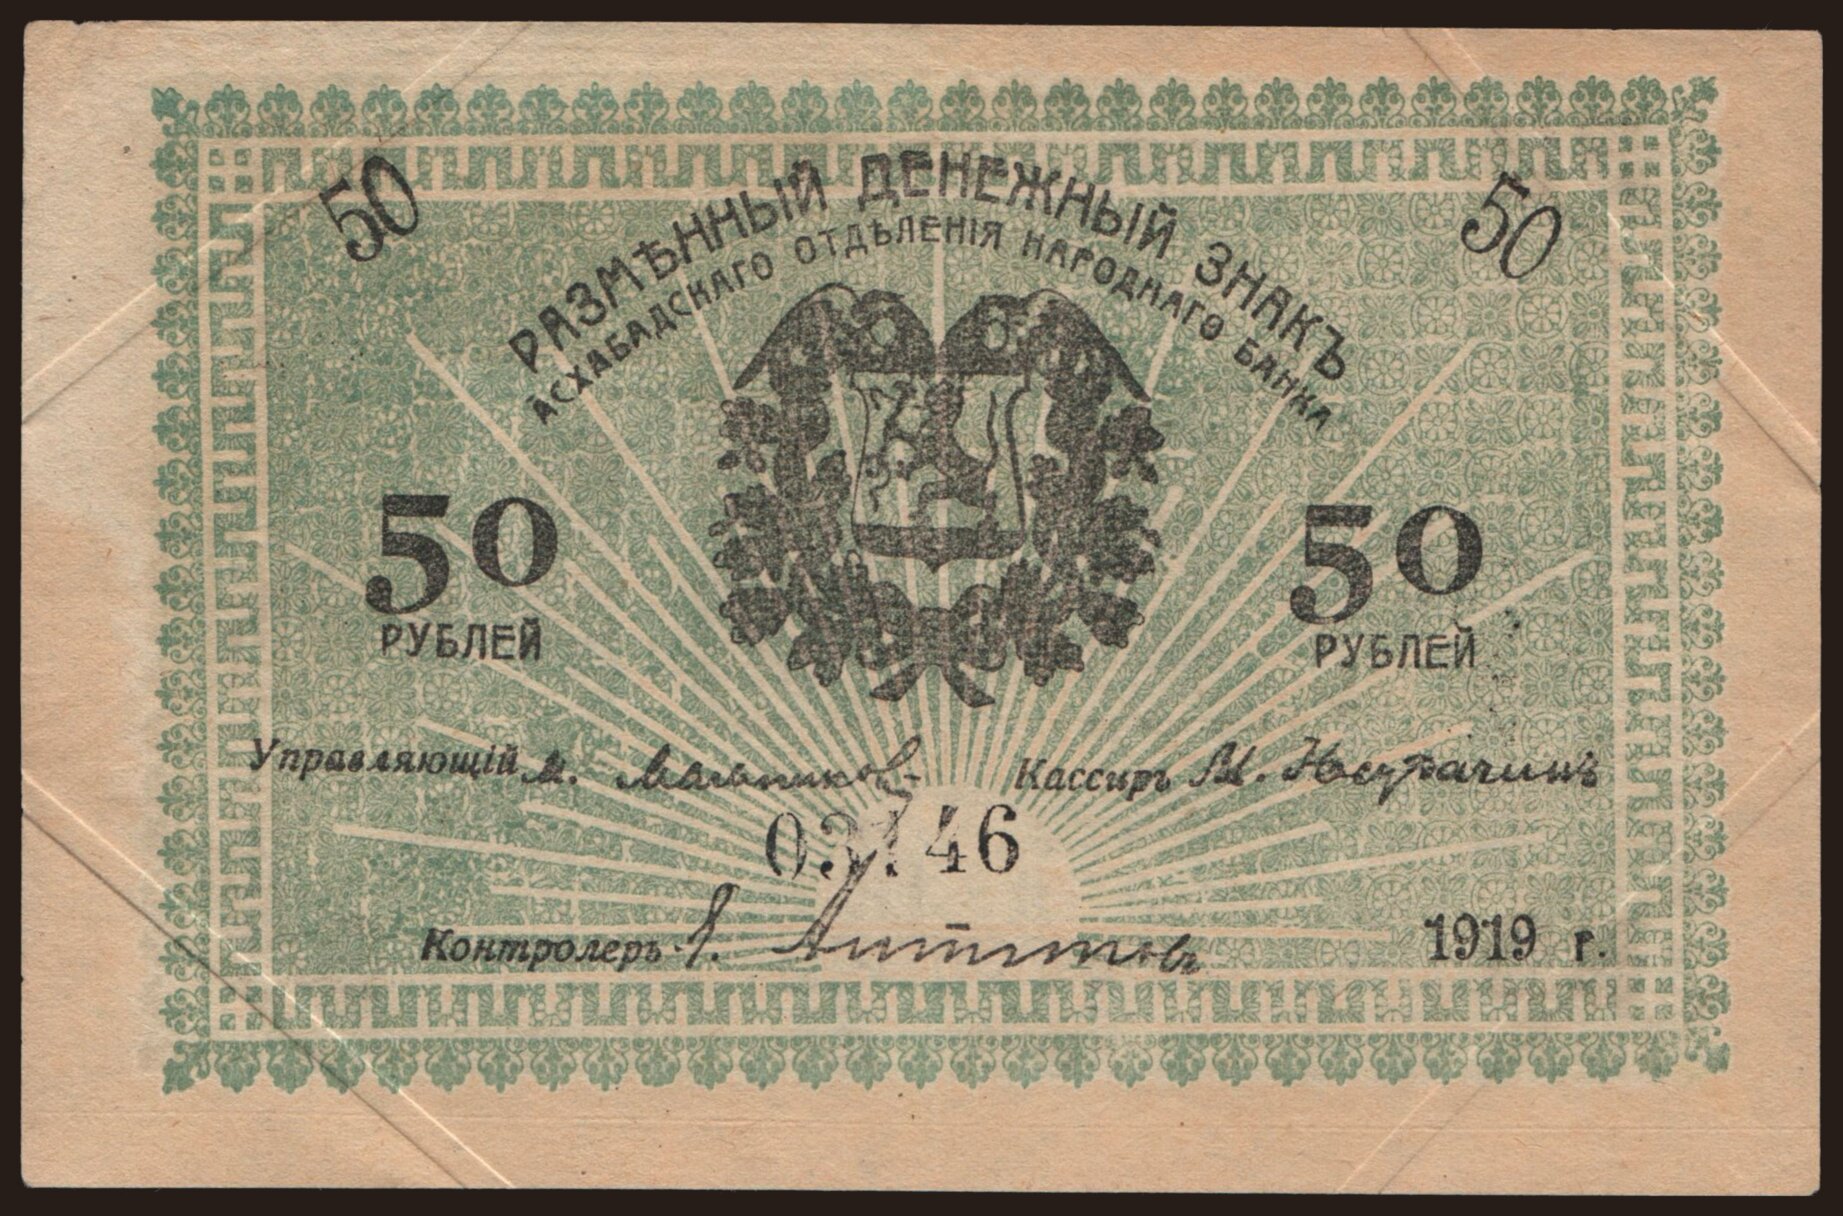 50
50
РАЗМѢННЫЙ ДЕНЕЖНЫЙ ЗНАКЪ
АСХАБАДСКАГО ОТДѢЛЕНІЯ НАРОДНАГО БАНКА
50
РУБЛЕЙ
50
РУБЛЕЙ
Управляющій М.
Кассиръ М.
Контролеръ
1919 г.